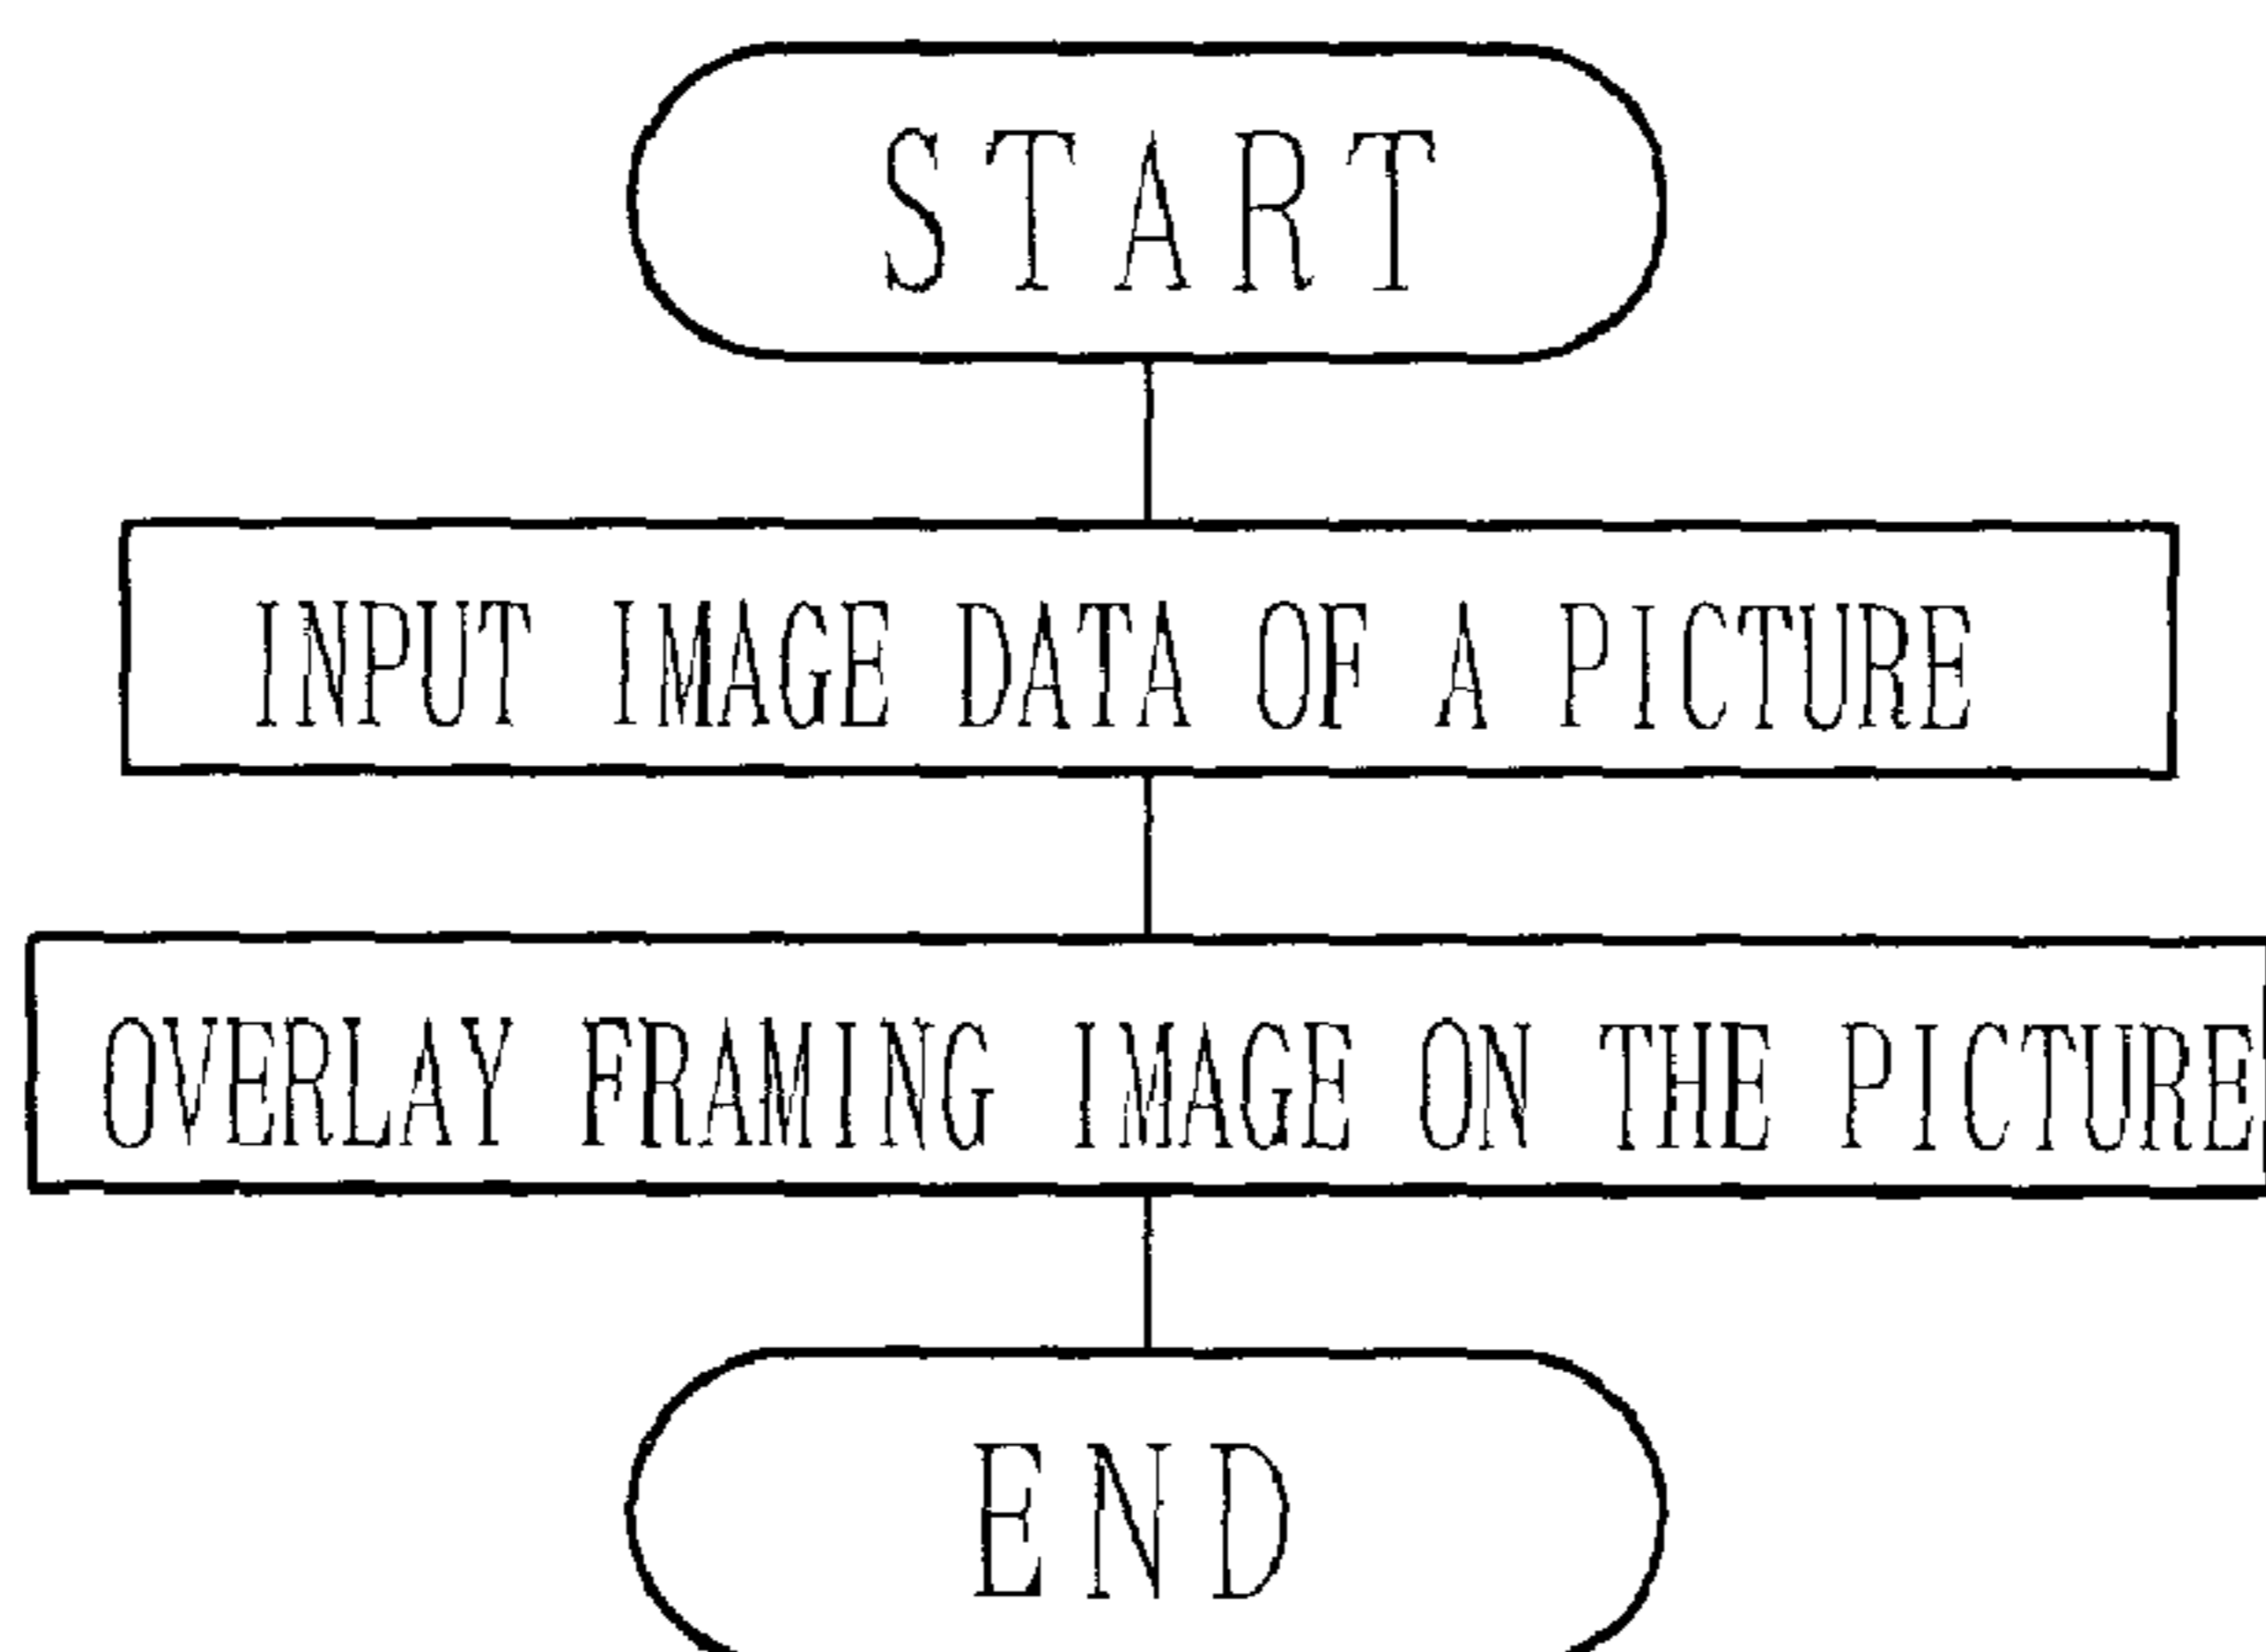 START
INPUT IMAGE DATA OF A PICTURE
OVERLAY FRAMING IMAGE ON THE PICTURE
END